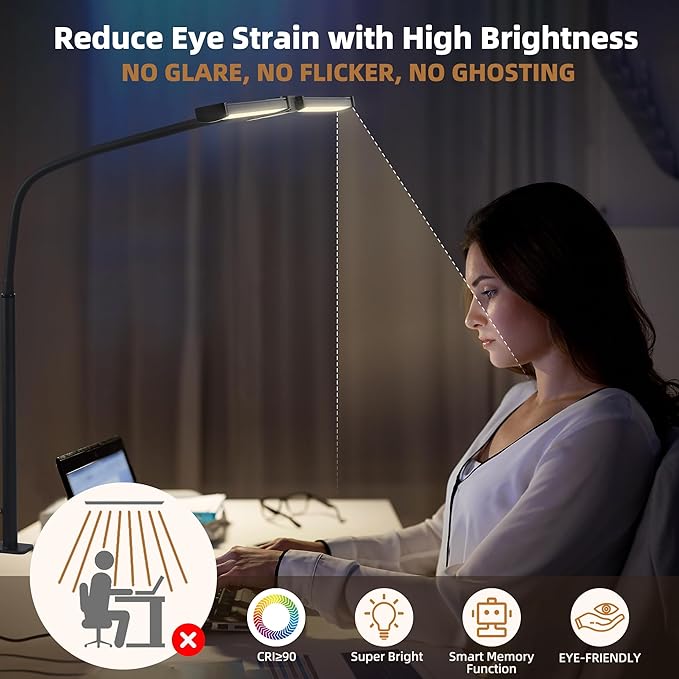 Reduce Eye Strain with High Brightness
NO GLARE, NO FLICKER, NO GHOSTING
CRI≥90
Super Bright
Smart Memory
Function
EYE-FRIENDLY